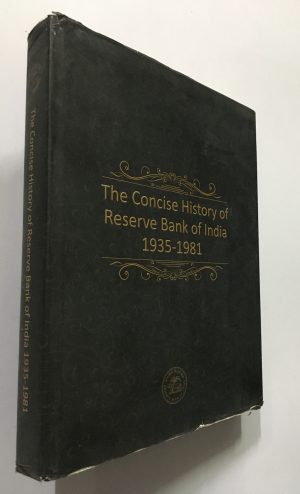 The Concise History of
Reserve Bank of India
1935-1981
The Concise History of Reserve Bank of India 1935-1981